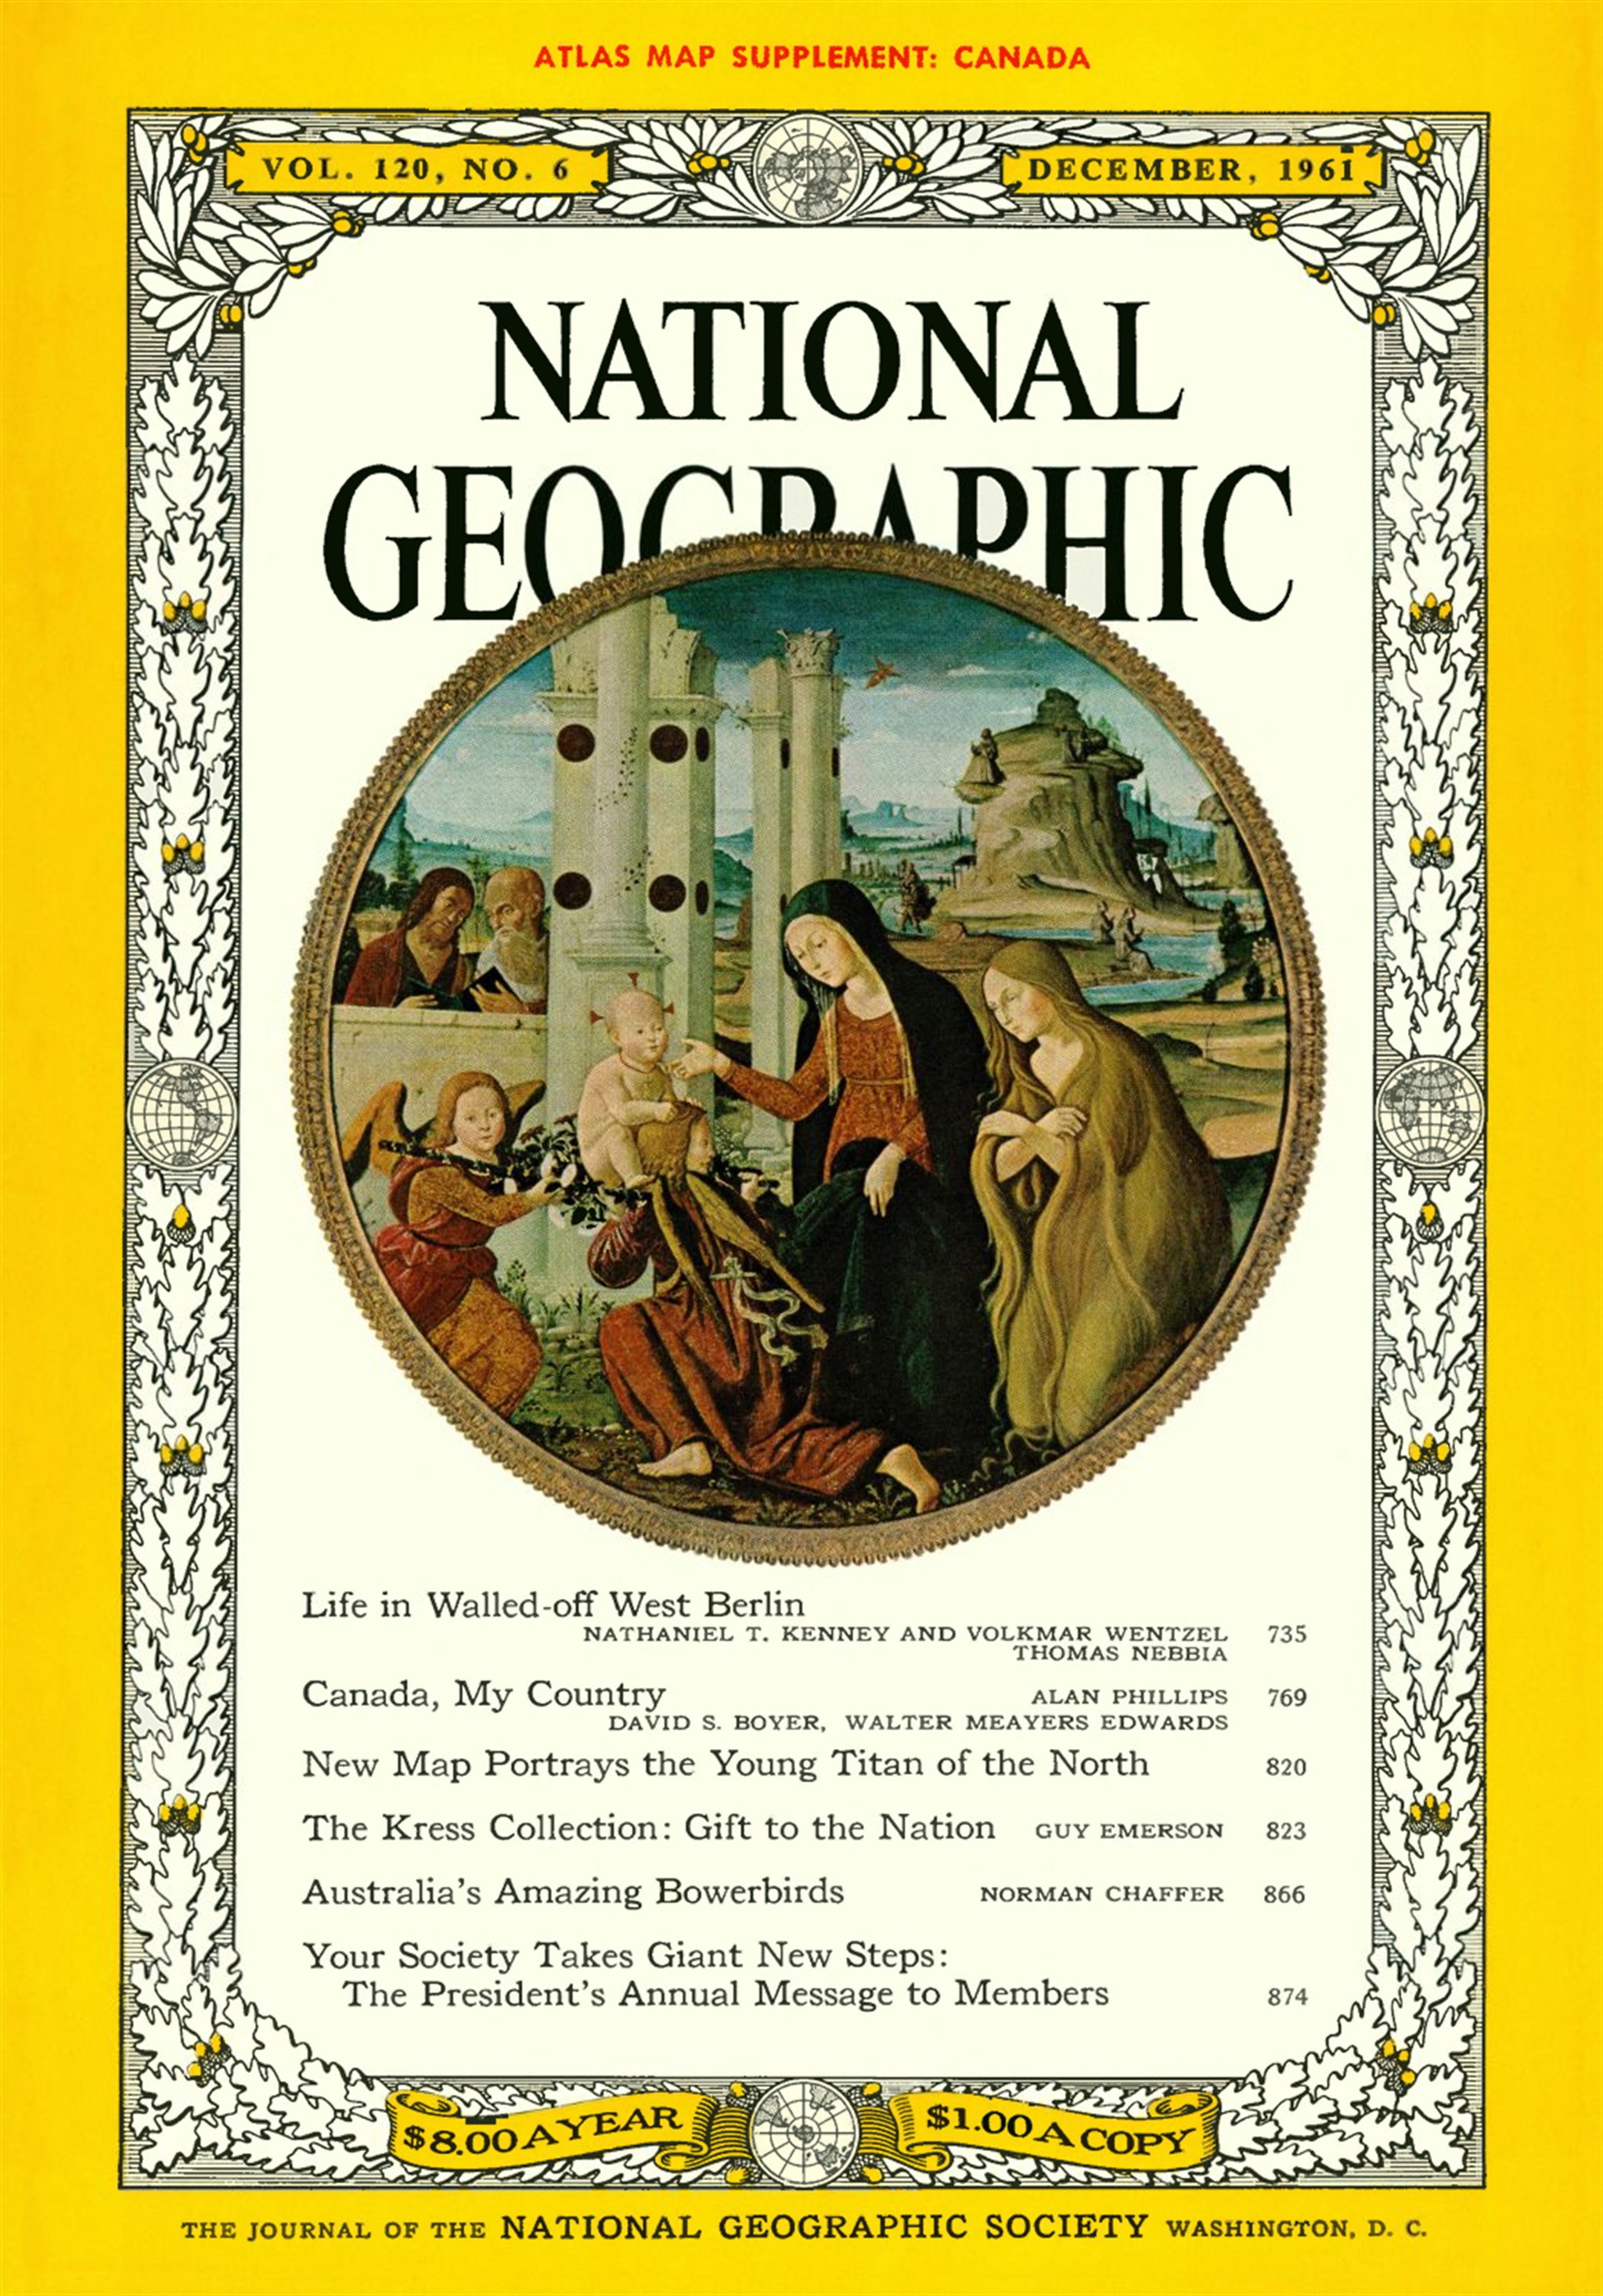 ATLAS MAP SUPPLEMENT: CANADA
VOL. 120, NO. 6
DECEMBER, 1961
NATIONAL
GEOGRAPHIC
Life in Walled-off West Berlin
NATHANIEL T. KENNEY AND VOLKMAR WENTZEL 735
THOMAS NEBBIA
Canada, My Country ALAN PHILLIPS 769
DAVID S. BOYER, WALTER MEAYERS EDWARDS
New Map Portrays the Young Titan of the North 820
The Kress Collection: Gift to the Nation GUY EMERSON 823
Australia's Amazing Bowerbirds NORMAN CHAFFER 866
Your Society Takes Giant New Steps:
The President's Annual Message to Members 874
$8.00 A YEAR
$1.00 A COPY
THE JOURNAL OF THE NATIONAL GEOGRAPHIC SOCIETY WASHINGTON, D. C.